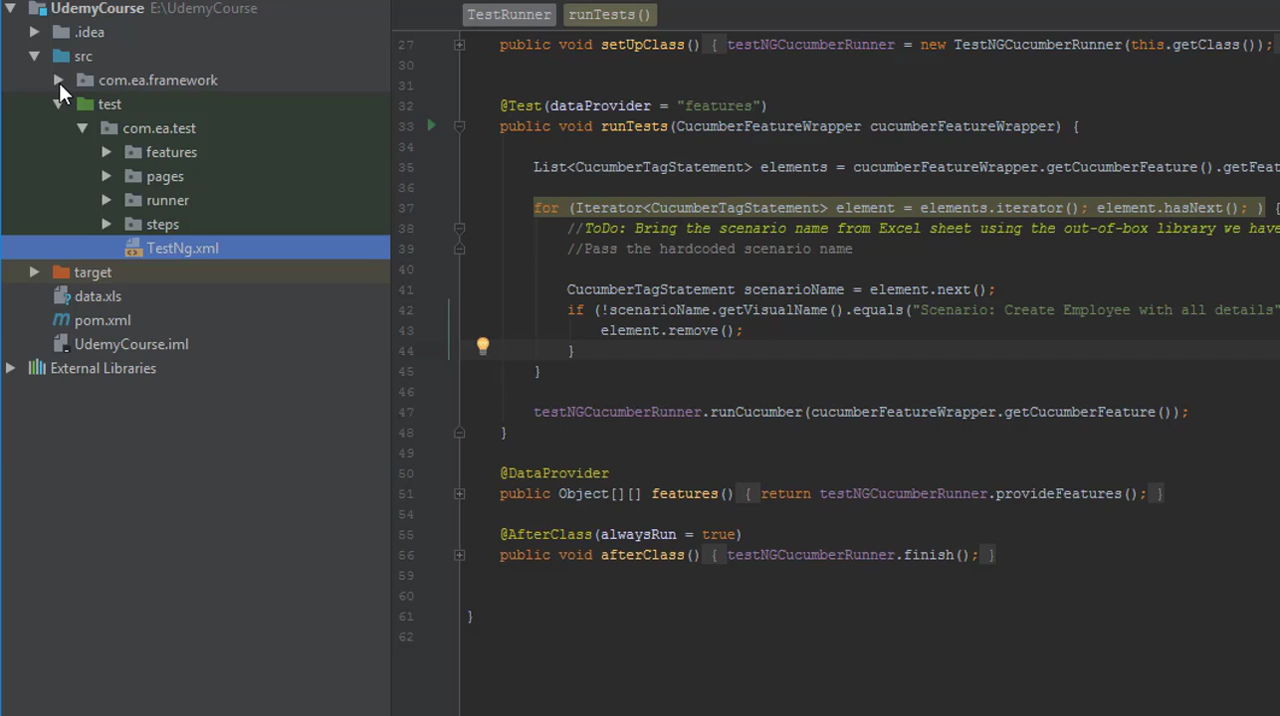 UdemyCourse E:\UdemyCourse
.idea
src
com.ea.framework
test
com.ea.test
features
pages
runner
steps
TestNg.xml
target
data.xls
pom.xml
UdemyCourse.iml
External Libraries
TestRunner runTests()
27 public void setUpClass() { testNGCucumberRunner = new TestNGCucumberRunner(this.getClass());
30
31
32 @Test(dataProvider = "features")
33 public void runTests(CucumberFeatureWrapper cucumberFeatureWrapper) {
34
35 List<CucumberTagStatement> elements = cucumberFeatureWrapper.getCucumberFeature().getFea
36
37 for (Iterator<CucumberTagStatement> element = elements.iterator(); element.hasNext(); ) {
38 //ToDo: Bring the scenario name from Excel sheet using the out-of-box library we have
39 //Pass the hardcoded scenario name
40
41 CucumberTagStatement scenarioName = element.next();
42 if (!scenarioName.getVisualName().equals("Scenario: Create Employee with all details"
43 element.remove();
44 }
45 }
46
47 testNGCucumberRunner.runCucumber(cucumberFeatureWrapper.getCucumberFeature());
48 }
49
50 @DataProvider
51 public Object[][] features() { return testNGCucumberRunner.provideFeatures(); }
54
55 @AfterClass(alwaysRun = true)
56 public void afterClass() { testNGCucumberRunner.finish(); }
59
60
61 }
62